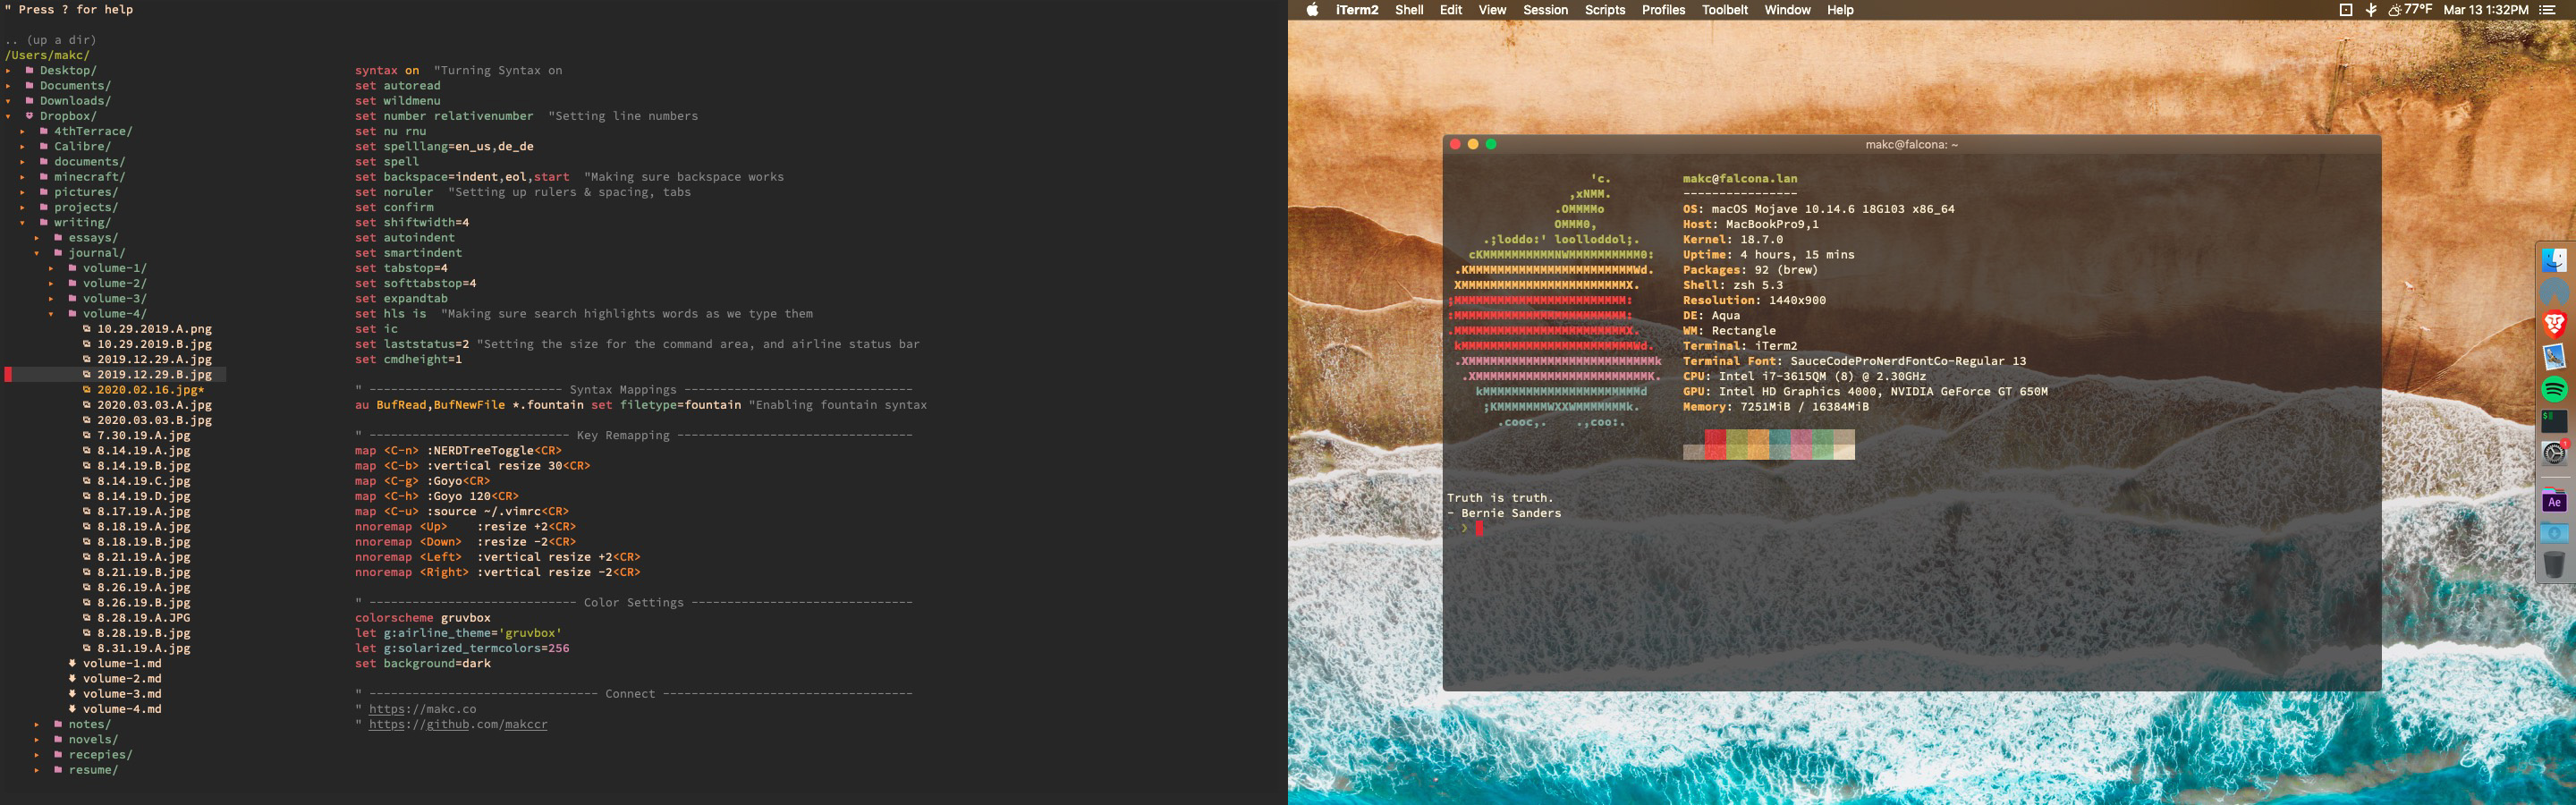 " Press ? for help
.. (up a dir)
/Users/makc/
Desktop/
Documents/
Downloads/
Dropbox/
4thTerrace/
Calibre/
documents/
minecraft/
pictures/
projects/
writing/
essays/
journal/
volume-1/
volume-2/
volume-3/
volume-4/
10.29.2019.A.png
10.29.2019.B.jpg
2019.12.29.A.jpg
2019.12.29.B.jpg
2020.02.16.jpg*
2020.03.03.A.jpg
2020.03.03.B.jpg
7.30.19.A.jpg
8.14.19.A.jpg
8.14.19.B.jpg
8.14.19.C.jpg
8.14.19.D.jpg
8.17.19.A.jpg
8.18.19.A.jpg
8.18.19.B.jpg
8.21.19.A.jpg
8.21.19.B.jpg
8.26.19.A.jpg
8.26.19.B.jpg
8.28.19.A.JPG
8.28.19.B.jpg
8.31.19.A.jpg
volume-1.md
volume-2.md
volume-3.md
volume-4.md
notes/
novels/
recepies/
resume/
syntax on  "Turning Syntax on
set autoread
set wildmenu
set number relativenumber  "Setting line numbers
set nu rnu
set spelllang=en_us,de_de
set spell
set backspace=indent,eol,start  "Making sure backspace works
set noruler  "Setting up rulers & spacing, tabs
set confirm
set shiftwidth=4
set autoindent
set smartindent
set tabstop=4
set softtabstop=4
set expandtab
set hls is  "Making sure search highlights words as we type them
set ic
set laststatus=2 "Setting the size for the command area, and airline status bar
set cmdheight=1
" ---------------------------- Syntax Mappings --------------------------------
au BufRead,BufNewFile *.fountain set filetype=fountain "Enabling fountain syntax
" ---------------------------- Key Remapping ---------------------------------
map <C-n> :NERDTreeToggle<CR>
map <C-b> :vertical resize 30<CR>
map <C-g> :Goyo<CR>
map <C-h> :Goyo 120<CR>
map <C-u> :source ~/.vimrc<CR>
nnoremap <Up>    :resize +2<CR>
nnoremap <Down>  :resize -2<CR>
nnoremap <Left>  :vertical resize +2<CR>
nnoremap <Right> :vertical resize -2<CR>
" ----------------------------- Color Settings -------------------------------
colorscheme gruvbox
let g:airline_theme='gruvbox'
let g:solarized_termcolors=256
set background=dark
" -------------------------------- Connect -----------------------------------
" https://makc.co
" https://github.com/makccr
iTerm2 Shell Edit View Session Scripts Profiles Toolbelt Window Help
77°F Mar 13 1:32PM
makc@falcona: ~
'c.
,xNMM.
.OMMMMo
OMMM0,
.;loddo:' loolloddol;.
cKMMMMMMMMMMNWMMMMMMMMMM0:
.KMMMMMMMMMMMMMMMMMMMMMMMWd.
XMMMMMMMMMMMMMMMMMMMMMMMX.
;MMMMMMMMMMMMMMMMMMMMMMMM:
:MMMMMMMMMMMMMMMMMMMMMMMM:
.MMMMMMMMMMMMMMMMMMMMMMMMX.
kMMMMMMMMMMMMMMMMMMMMMMMMWd.
.XMMMMMMMMMMMMMMMMMMMMMMMMMMk
.XMMMMMMMMMMMMMMMMMMMMMMMMK.
kMMMMMMMMMMMMMMMMMMMMMMd
;KMMMMMMMWXXWMMMMMMMk.
.cooc,.    .,coo:.
makc@falcona.lan
----------------
OS: macOS Mojave 10.14.6 18G103 x86_64
Host: MacBookPro9,1
Kernel: 18.7.0
Uptime: 4 hours, 15 mins
Packages: 92 (brew)
Shell: zsh 5.3
Resolution: 1440x900
DE: Aqua
WM: Rectangle
Terminal: iTerm2
Terminal Font: SauceCodeProNerdFontCo-Regular 13
CPU: Intel i7-3615QM (8) @ 2.30GHz
GPU: Intel HD Graphics 4000, NVIDIA GeForce GT 650M
Memory: 7251MiB / 16384MiB
Truth is truth.
- Bernie Sanders
❯
1
Ae